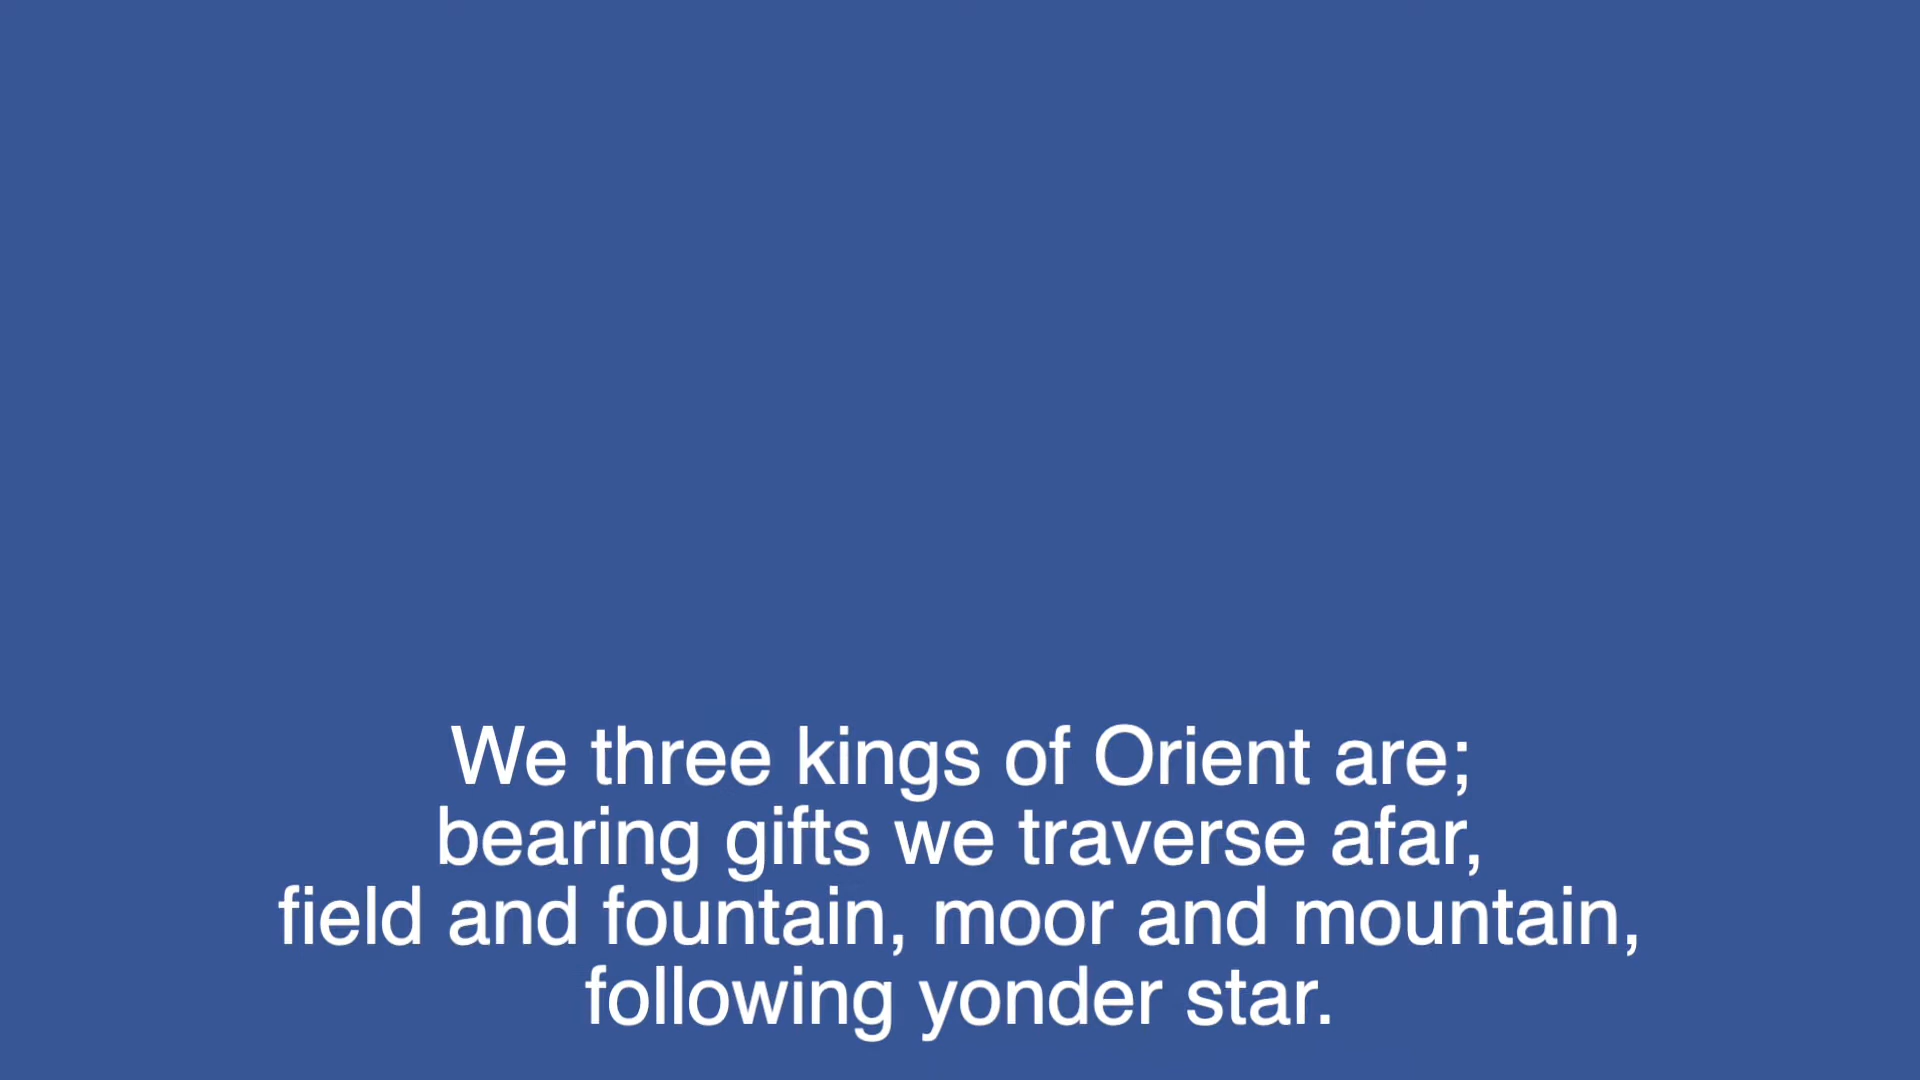 We three kings of Orient are;
bearing gifts we traverse afar,
field and fountain, moor and mountain,
following yonder star.